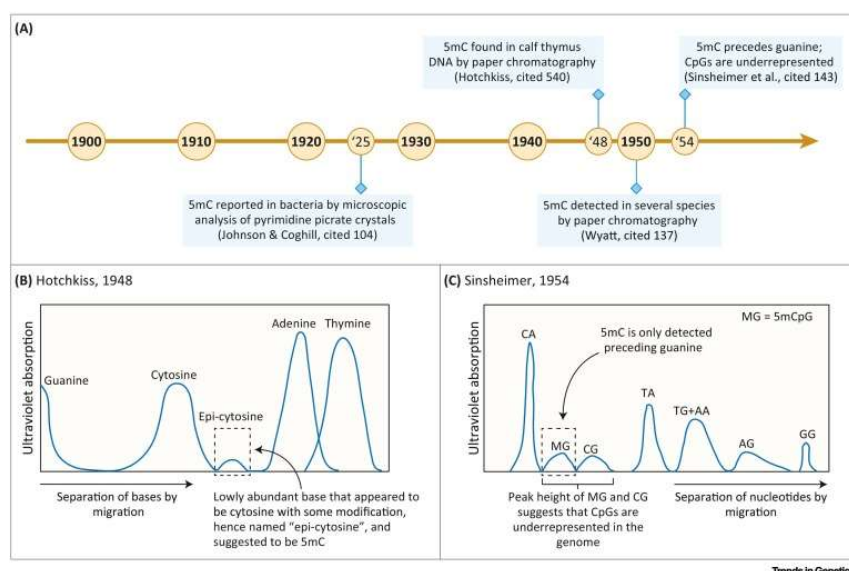 (A)
5mC found in calf thymus
DNA by paper chromatography
(Hotchkiss, cited 540)
5mC precedes guanine;
CpGs are underrepresented
(Sinsheimer et al., cited 143)
1900
1910
1920
‘25
1930
1940
‘48
1950
‘54
5mC reported in bacteria by microscopic
analysis of pyrimidine picrate crystals
(Johnson & Coghill, cited 104)
5mC detected in several species
by paper chromatography
(Wyatt, cited 137)
(B) Hotchkiss, 1948
Ultraviolet absorption
Guanine
Cytosine
Epi-cytosine
Adenine
Thymine
Separation of bases by
migration
Lowly abundant base that appeared to
be cytosine with some modification,
hence named “epi-cytosine”, and
suggested to be 5mC
(C) Sinsheimer, 1954
Ultraviolet absorption
MG = 5mCpG
CA
5mC is only detected
preceding guanine
MG
CG
TA
TG+AA
AG
GG
Peak height of MG and CG
suggests that CpGs are
underrepresented in the
genome
Separation of nucleotides by
migration
Trends in Genetics